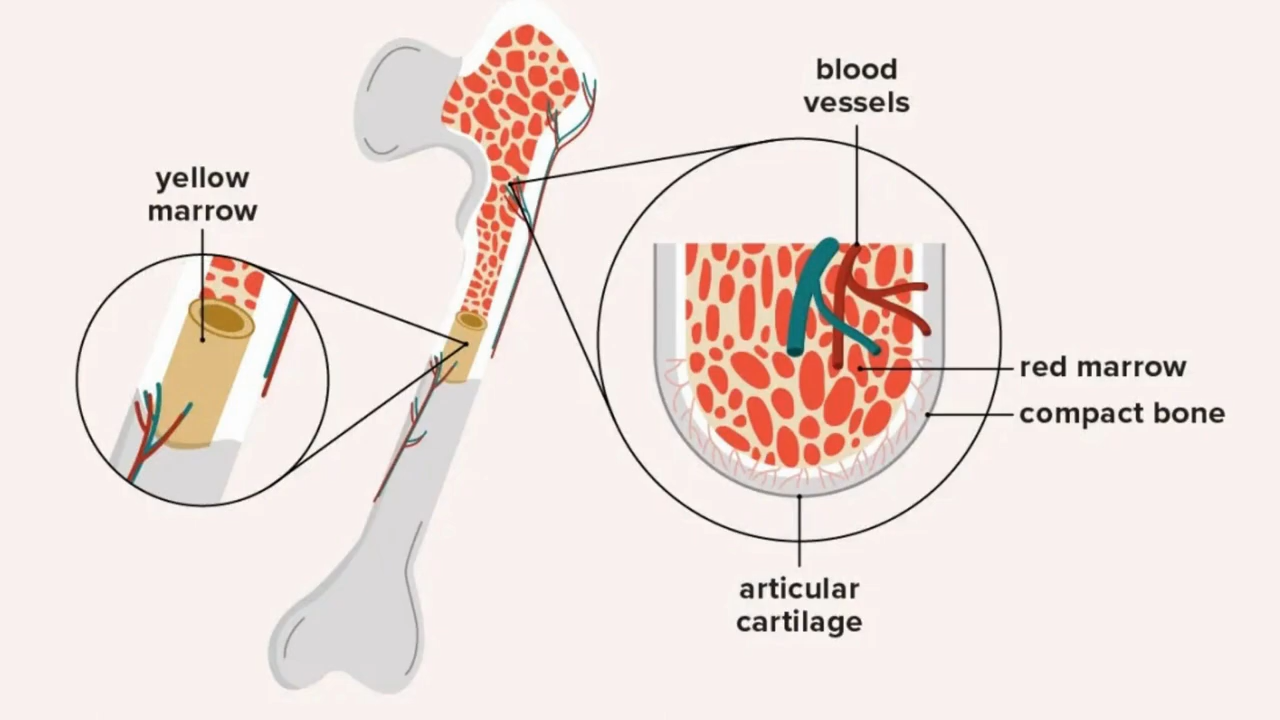 blood
vessels
yellow
marrow
red marrow
compact bone
articular
cartilage